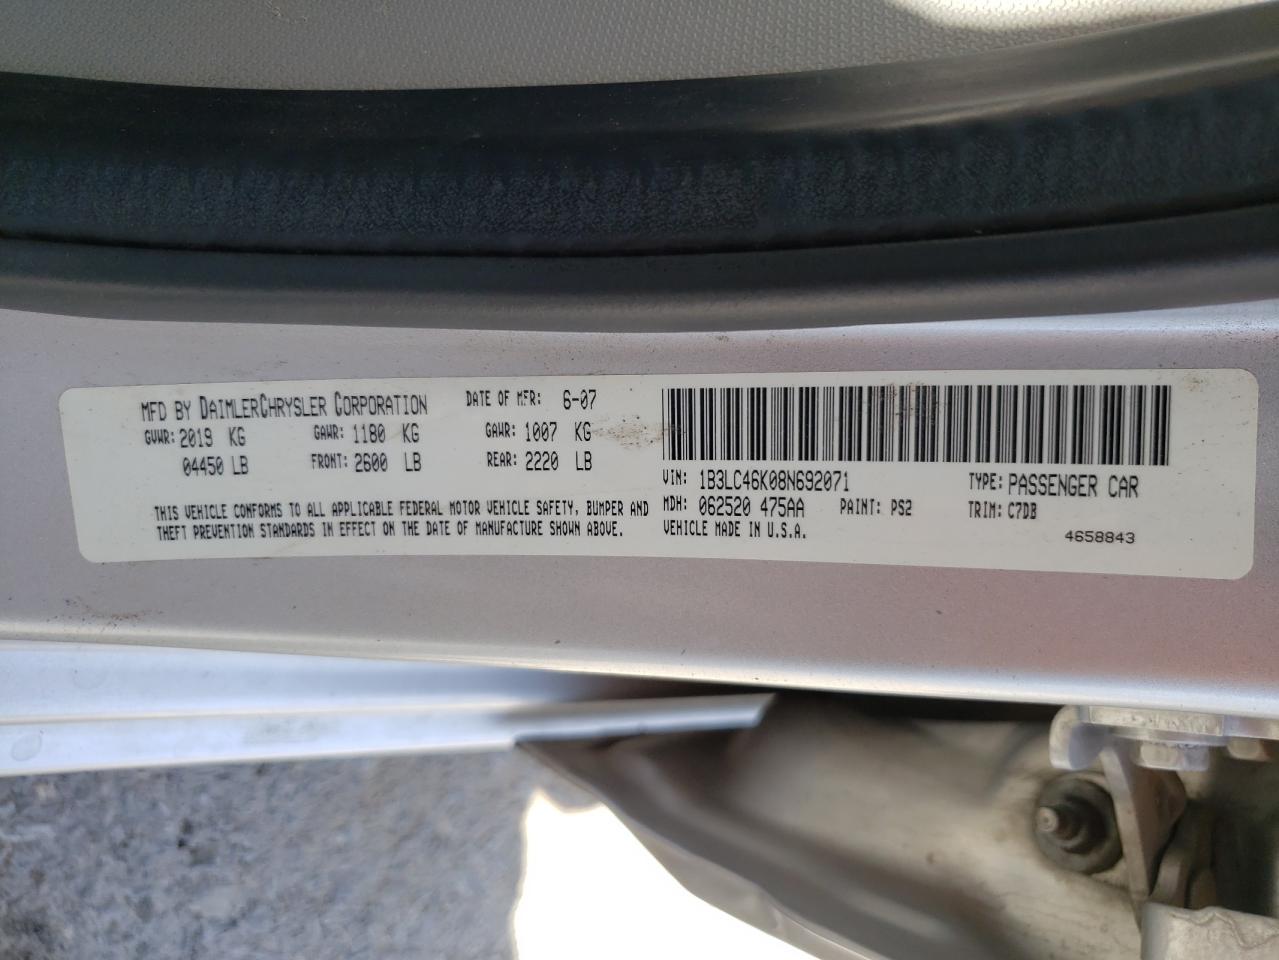 MFD BY DAIMLERCHRYSLER CORPORATION DATE OF MFR: 6-07
GVWR: 2019 KG GAWR: 1180 KG GAWR: 1007 KG
04450 LB FRONT: 2600 LB REAR: 2220 LB
THIS VEHICLE CONFORMS TO ALL APPLICABLE FEDERAL MOTOR VEHICLE SAFETY, BUMPER AND
THEFT PREVENTION STANDARDS IN EFFECT ON THE DATE OF MANUFACTURE SHOWN ABOVE.
VIN: 1B3LC46K08N692071 TYPE: PASSENGER CAR
MDH: 062520 475AA PAINT: PS2 TRIM: C7DB
VEHICLE MADE IN U.S.A. 4658843